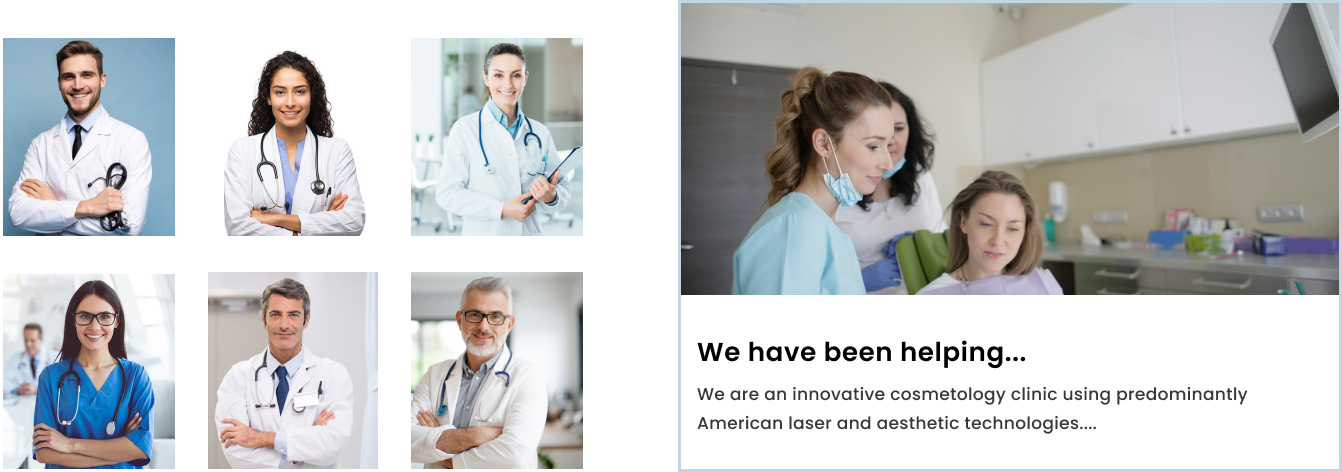 We have been helping...
We are an innovative cosmetology clinic using predominantly
American laser and aesthetic technologies....